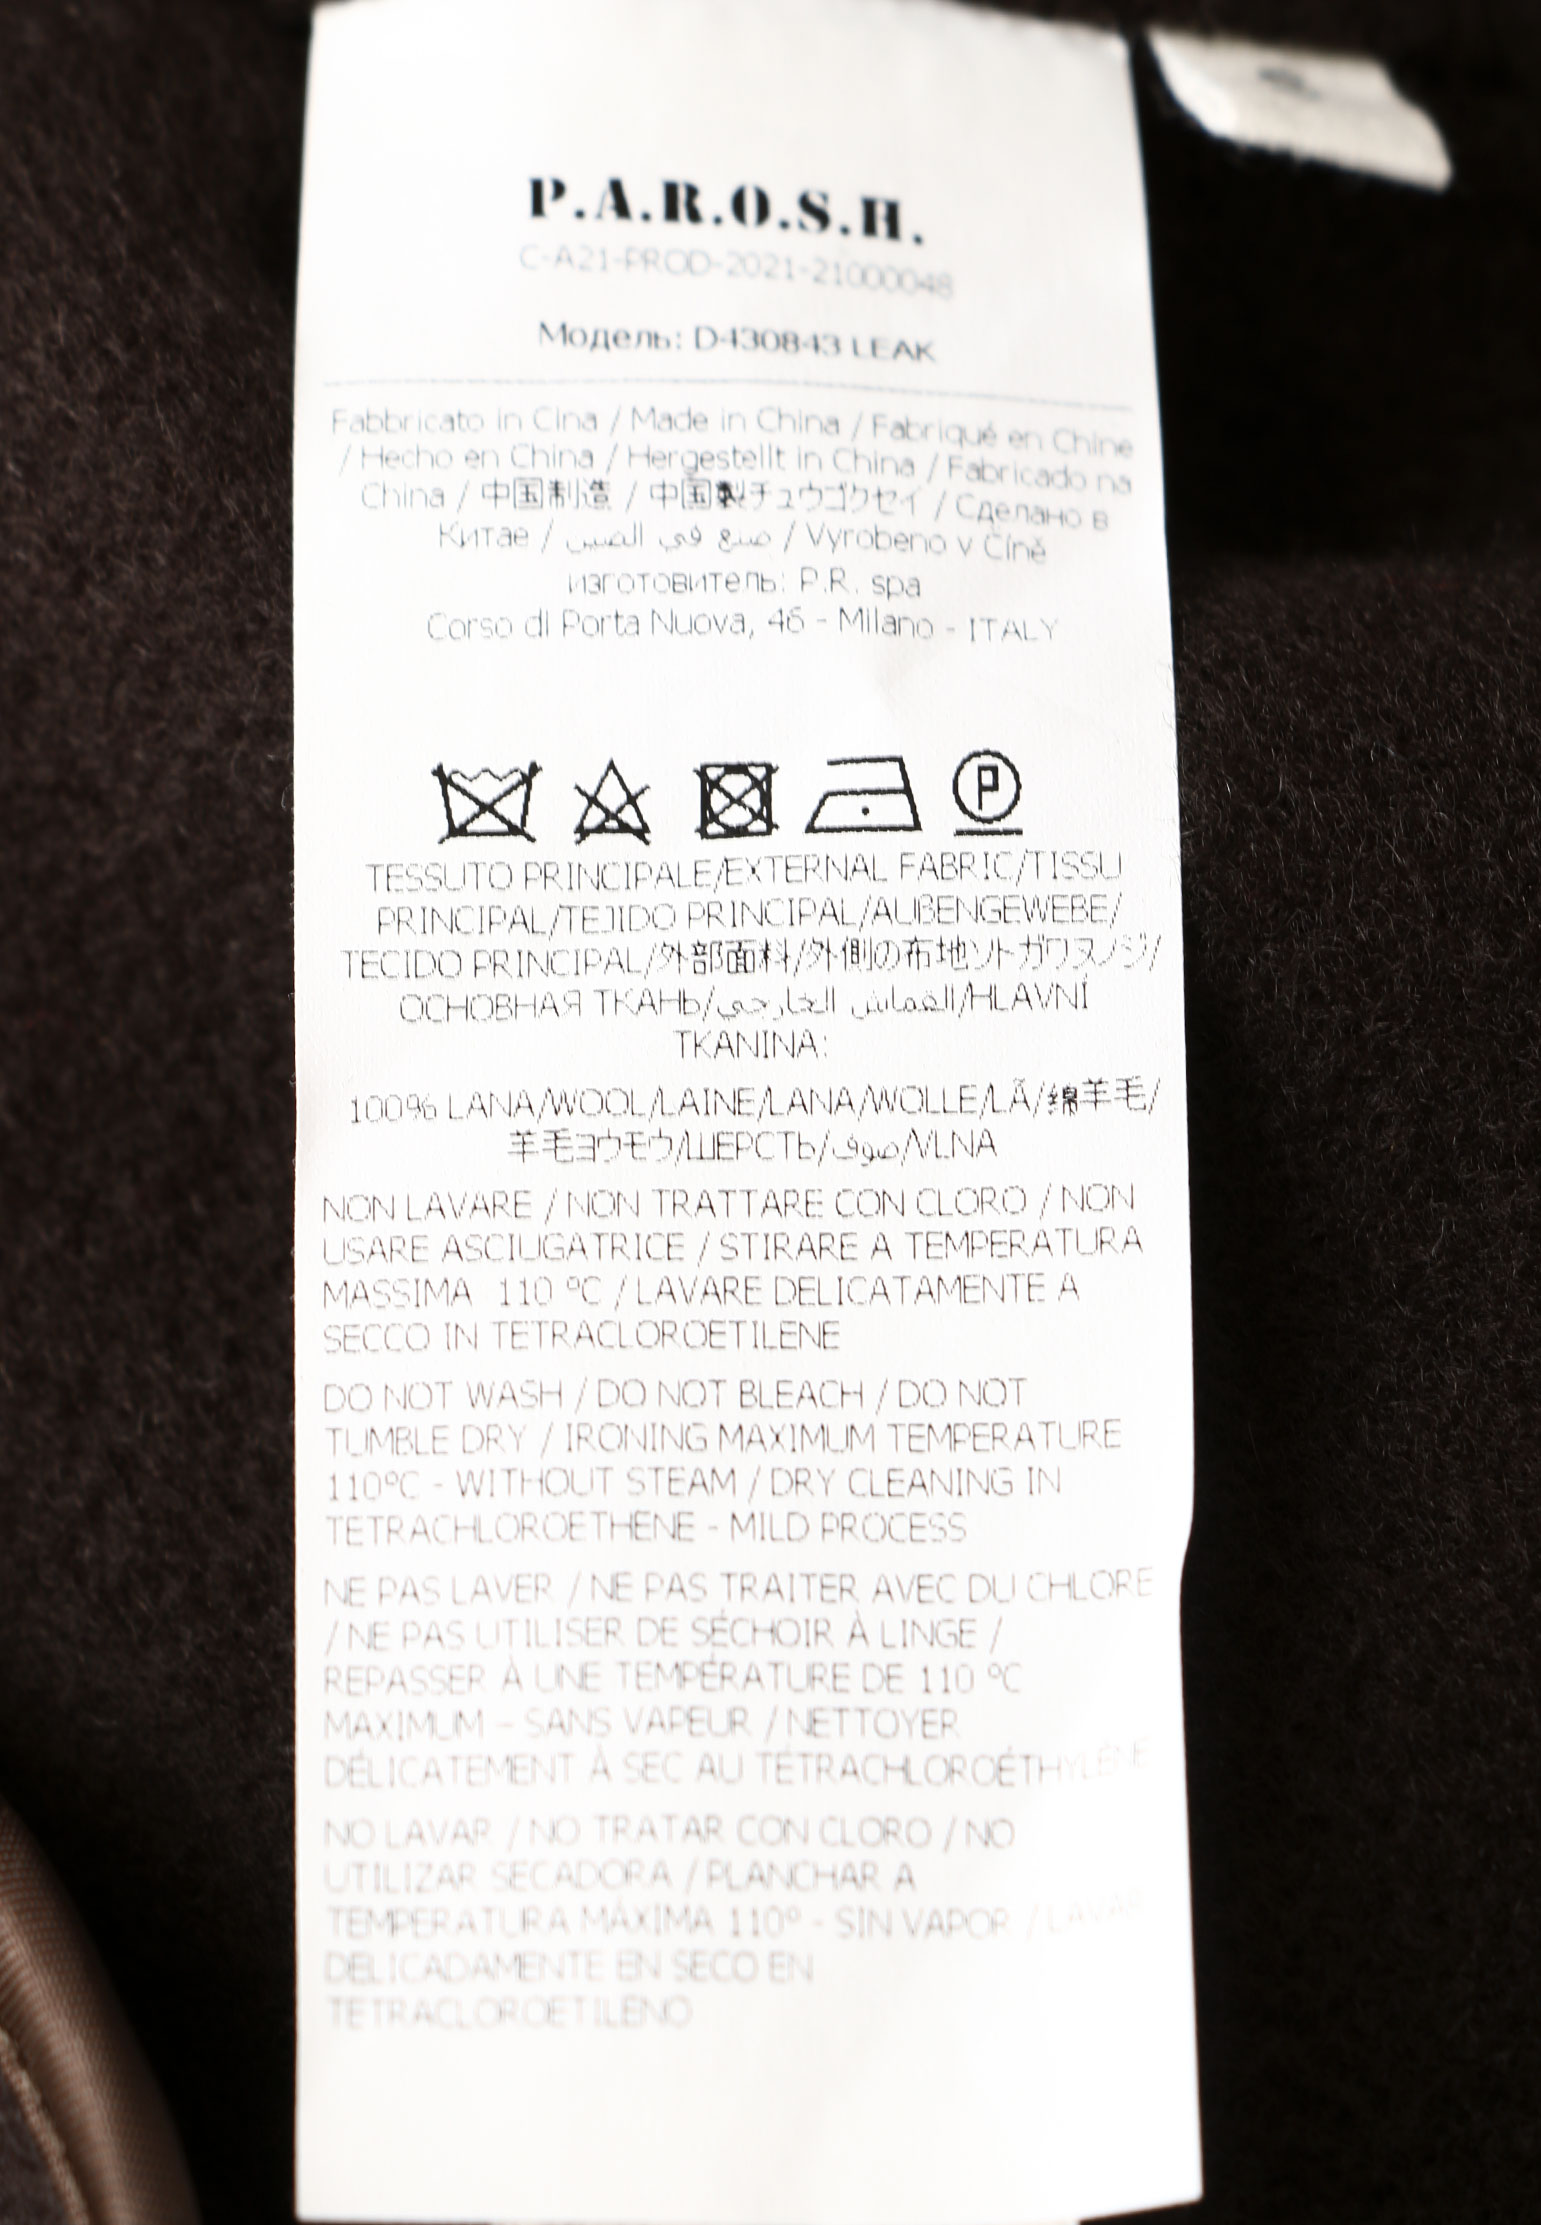 P.A.R.O.S.H.
C-A21-PROD-2021-21000048
Модель: D430843 LEAK
Fabbricato in Cina / Made in China / Fabriqué en Chine
/ Hecho en China / Hergestellt in China / Fabricado na
China / 中国制造 / 中国製チュウゴクセイ / Сделано в
Китае / صنع في الصين / Vyrobeno v Číně
изготовитель: P.R. spa
Corso di Porta Nuova, 46 - Milano - ITALY
P
TESSUTO PRINCIPALE/EXTERNAL FABRIC/TISSU
PRINCIPAL/TEJIDO PRINCIPAL/AUBENGEWEBE/
TECIDO PRINCIPAL/外部面料/外側の布地ソトガワヌノジ/
ОСНОВНАЯ ТКАНЬ/القماش الخارجي/HLAVNÍ
TKANINA:
100% LANA/WOOL/LAINE/LANA/WOLLE/LÃ/绵羊毛/
羊毛ヨウモウ/ШЕРСТЬ/صوف/VLNA
NON LAVARE / NON TRATTARE CON CLORO / NON
USARE ASCIUGATRICE / STIRARE A TEMPERATURA
MASSIMA 110 °C / LAVARE DELICATAMENTE A
SECCO IN TETRACLOROETILENE
DO NOT WASH / DO NOT BLEACH / DO NOT
TUMBLE DRY / IRONING MAXIMUM TEMPERATURE
110°C - WITHOUT STEAM / DRY CLEANING IN
TETRACHLOROETHENE - MILD PROCESS
NE PAS LAVER / NE PAS TRAITER AVEC DU CHLORE
/ NE PAS UTILISER DE SÉCHOIR À LINGE /
REPASSER À UNE TEMPÉRATURE DE 110 °C
MAXIMUM – SANS VAPEUR / NETTOYER
DÉLICATEMENT À SEC AU TÉTRACHLOROÉTHYLÈNE
NO LAVAR / NO TRATAR CON CLORO / NO
UTILIZAR SECADORA / PLANCHAR A
TEMPERATURA MÁXIMA 110° - SIN VAPOR / LAVAR
DELICADAMENTE EN SECO EN
TETRACLOROETILENO